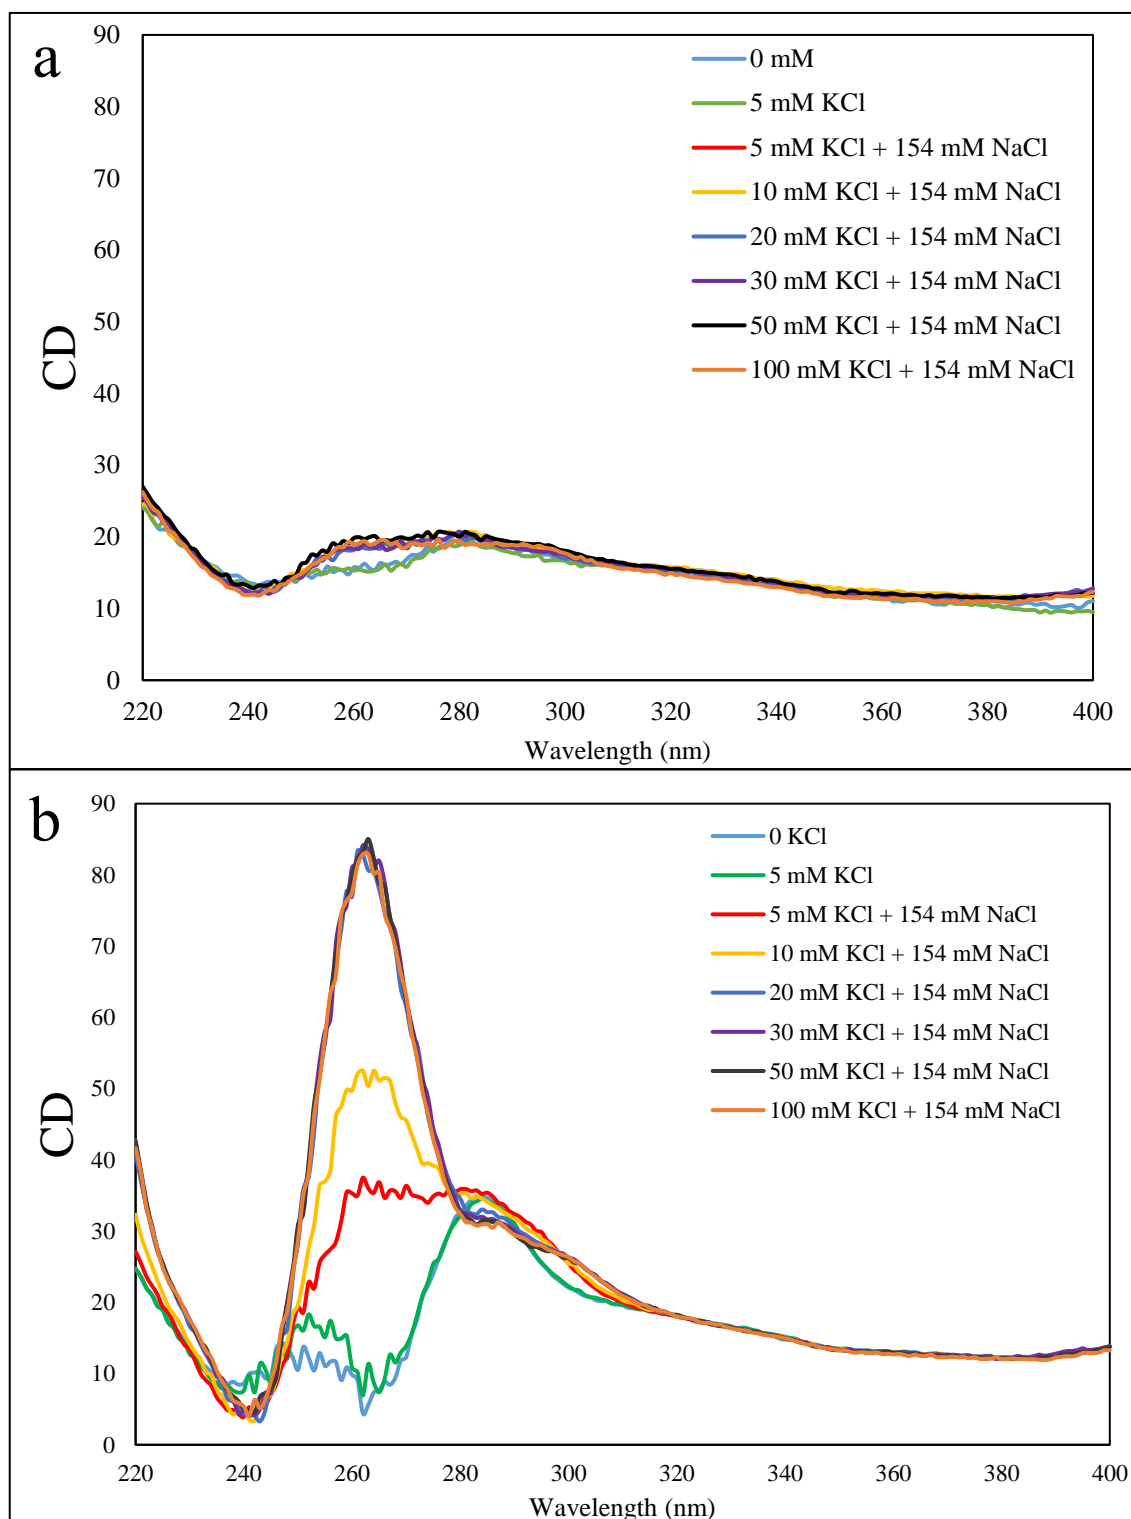 a
90
80
70
60
50
40
30
20
10
0
CD
0 mM
5 mM KCl
5 mM KCl + 154 mM NaCl
10 mM KCl + 154 mM NaCl
20 mM KCl + 154 mM NaCl
30 mM KCl + 154 mM NaCl
50 mM KCl + 154 mM NaCl
100 mM KCl + 154 mM NaCl
220 240 260 280 300 320 340 360 380 400
Wavelength (nm)
b
90
80
70
60
50
40
30
20
10
0
CD
0 KCl
5 mM KCl
5 mM KCl + 154 mM NaCl
10 mM KCl + 154 mM NaCl
20 mM KCl + 154 mM NaCl
30 mM KCl + 154 mM NaCl
50 mM KCl + 154 mM NaCl
100 mM KCl + 154 mM NaCl
220 240 260 280 300 320 340 360 380 400
Wavelength (nm)